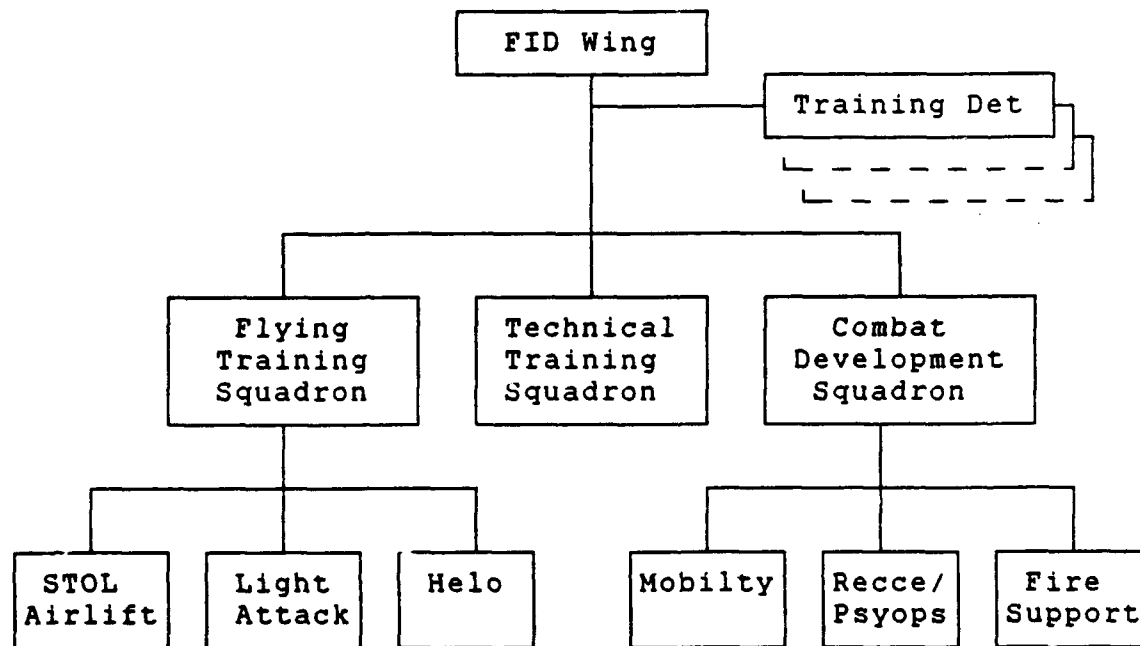 FID Wing
Training Det
Flying
Training
Squadron
Technical
Training
Squadron
Combat
Development
Squadron
STOL
Airlift
Light
Attack
Helo
Mobilty
Recce/
Psyops
Fire
Support